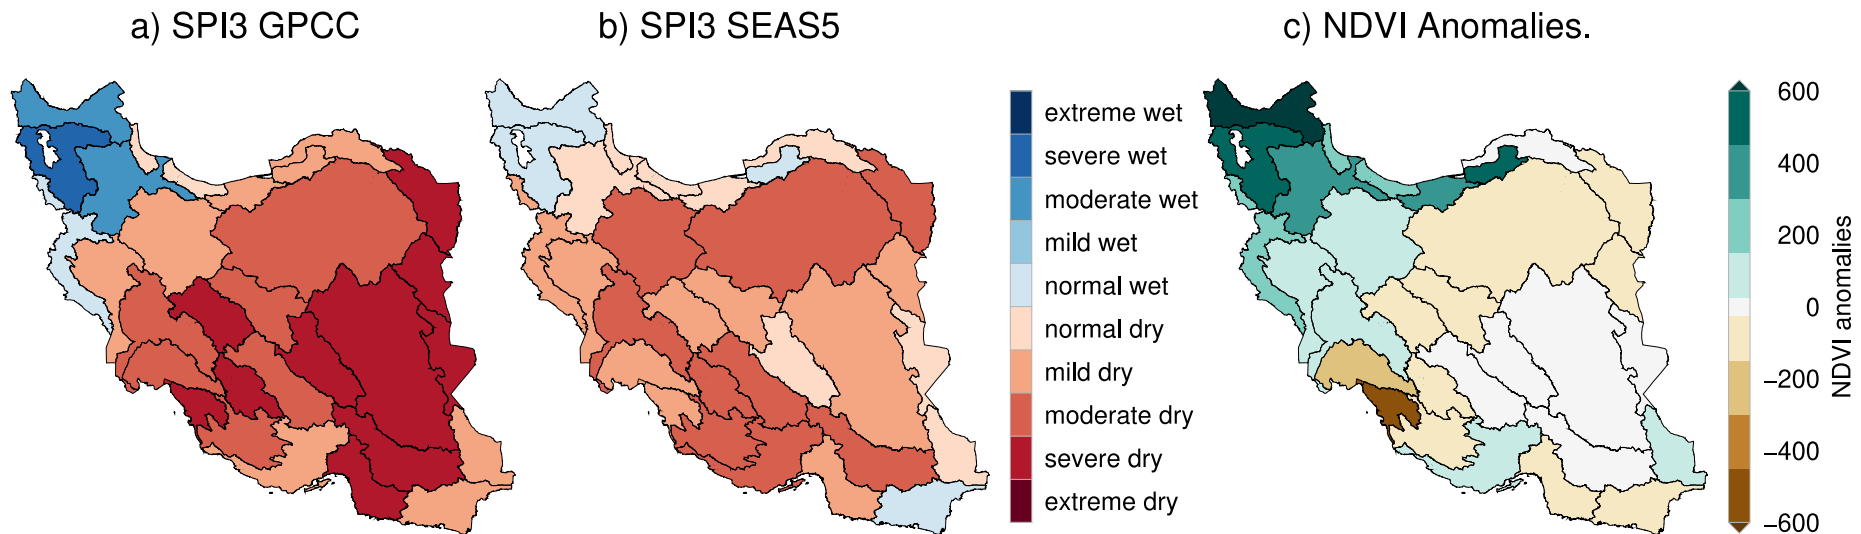 a) SPI3 GPCC
b) SPI3 SEAS5
c) NDVI Anomalies.
extreme wet
severe wet
moderate wet
mild wet
normal wet
normal dry
mild dry
moderate dry
severe dry
extreme dry
600
400
200
0
−200
−400
−600
NDVI anomalies